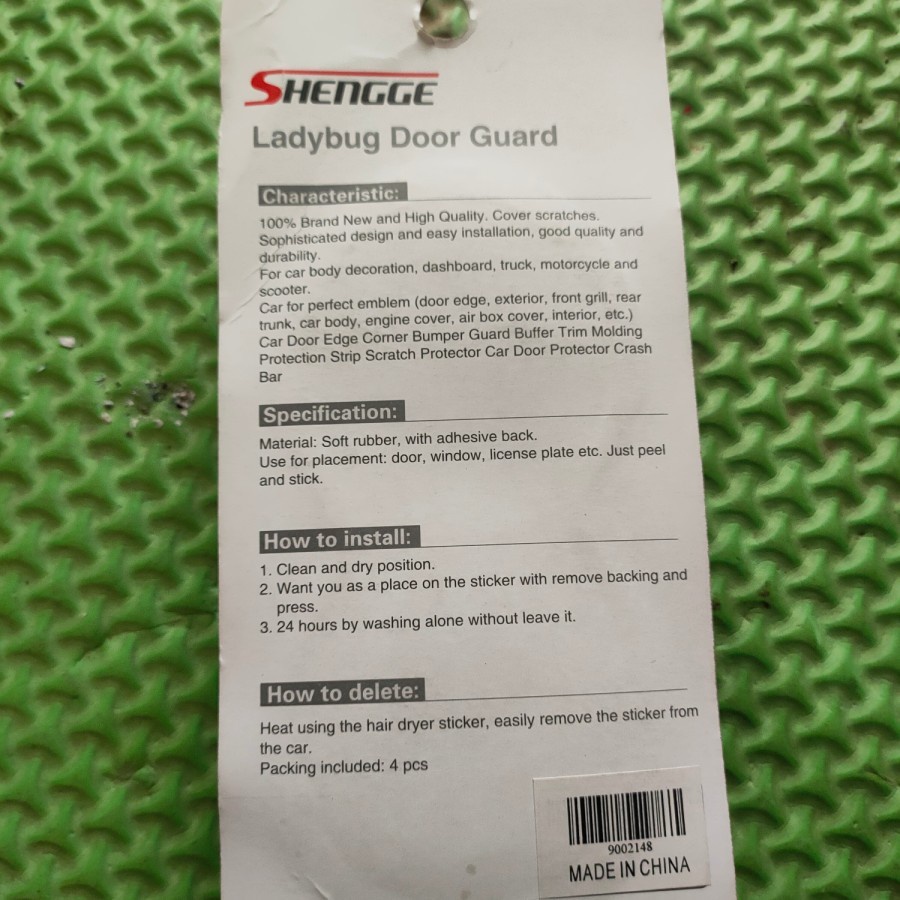 SHENGGE
Ladybug Door Guard
Characteristic:
100% Brand New and High Quality. Cover scratches.
Sophisticated design and easy installation, good quality and
durability.
For car body decoration, dashboard, truck, motorcycle and
scooter.
Car for perfect emblem (door edge, exterior, front grill, rear
trunk, car body, engine cover, air box cover, interior, etc.)
Car Door Edge Corner Bumper Guard Buffer Trim Molding
Protection Strip Scratch Protector Car Door Protector Crash
Bar
Specification:
Material: Soft rubber, with adhesive back.
Use for placement: door, window, license plate etc. Just peel
and stick.
How to install:
1. Clean and dry position.
2. Want you as a place on the sticker with remove backing and
press.
3. 24 hours by washing alone without leave it.
How to delete:
Heat using the hair dryer sticker, easily remove the sticker from
the car.
Packing included: 4 pcs
9002148
MADE IN CHINA